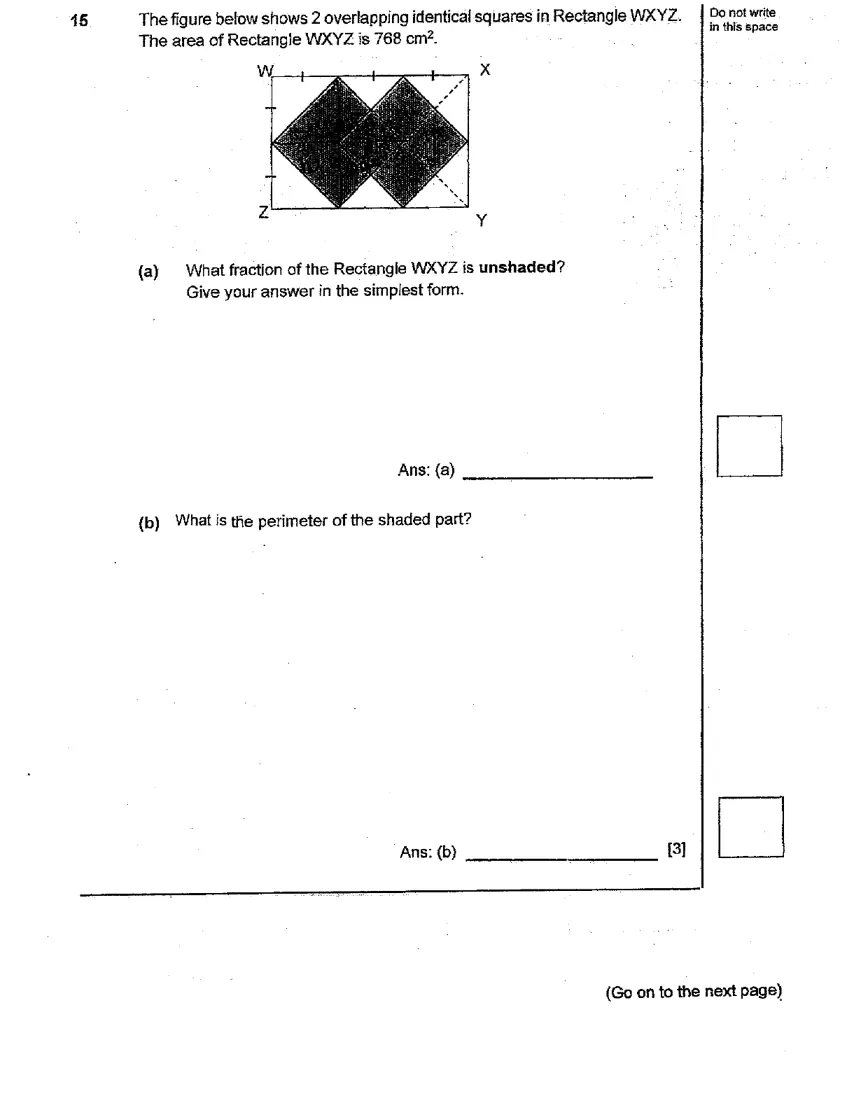 15 The figure below shows 2 overlapping identical squares in Rectangle WXYZ.
The area of Rectangle WXYZ is 768 cm².
Do not write
in this space
W X
Z Y
(a) What fraction of the Rectangle WXYZ is unshaded?
Give your answer in the simplest form.
Ans: (a)
(b) What is the perimeter of the shaded part?
Ans: (b) [3]
(Go on to the next page)